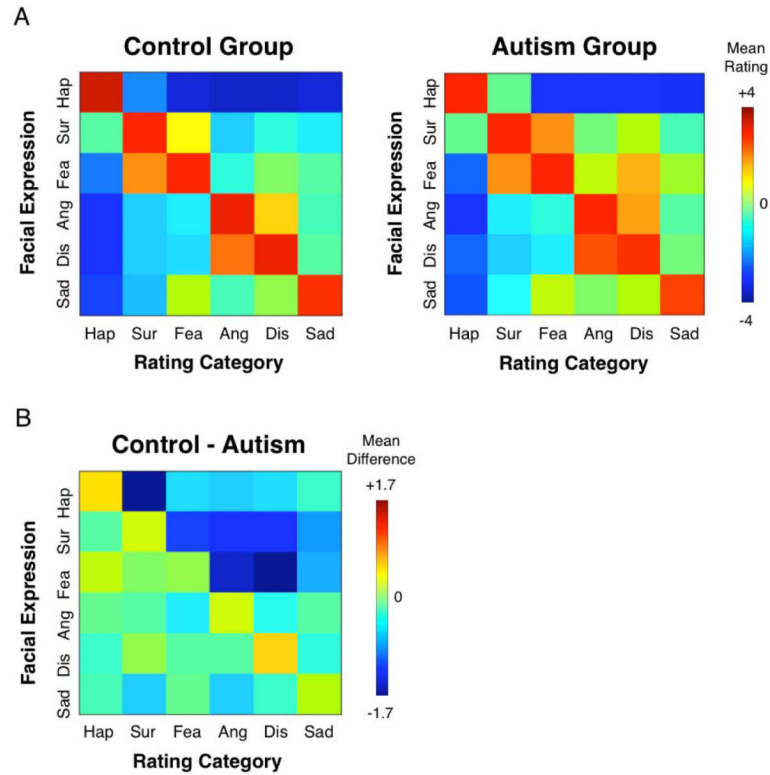 A
Control Group
Autism Group
Mean
Rating
+4
0
-4
Facial Expression
Hap
Sur
Fea
Ang
Dis
Sad
Hap Sur Fea Ang Dis Sad
Rating Category
Facial Expression
Hap
Sur
Fea
Ang
Dis
Sad
Hap Sur Fea Ang Dis Sad
Rating Category
B
Control - Autism
Mean
Difference
+1.7
0
-1.7
Facial Expression
Hap
Sur
Fea
Ang
Dis
Sad
Hap Sur Fea Ang Dis Sad
Rating Category